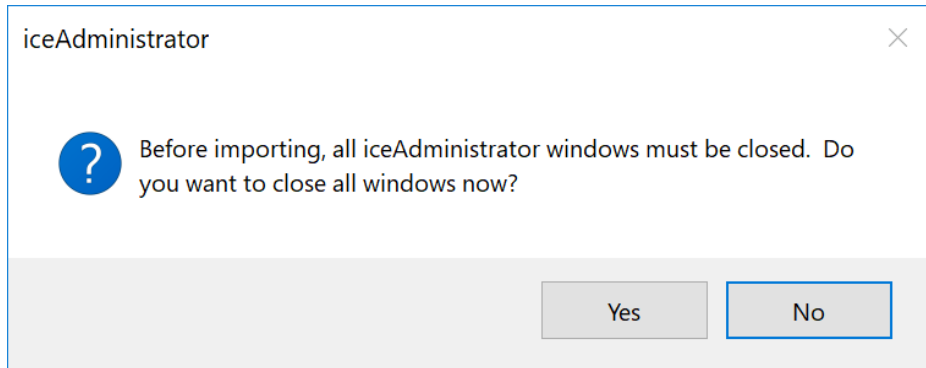 iceAdministrator
Before importing, all iceAdministrator windows must be closed.  Do
you want to close all windows now?
Yes
No